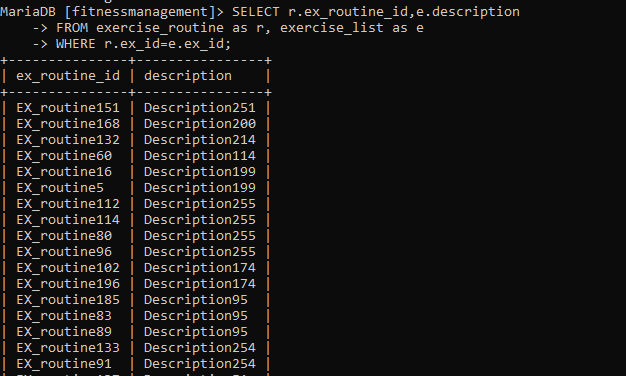 MariaDB [fitnessmanagement]> SELECT r.ex_routine_id,e.description
    -> FROM exercise_routine as r, exercise_list as e
    -> WHERE r.ex_id=e.ex_id;
+---------------+----------------+
| ex_routine_id | description    |
+---------------+----------------+
| EX_routine151 | Description251 |
| EX_routine168 | Description200 |
| EX_routine132 | Description214 |
| EX_routine60  | Description114 |
| EX_routine16  | Description199 |
| EX_routine5   | Description199 |
| EX_routine112 | Description255 |
| EX_routine114 | Description255 |
| EX_routine80  | Description255 |
| EX_routine96  | Description255 |
| EX_routine102 | Description174 |
| EX_routine196 | Description174 |
| EX_routine185 | Description95  |
| EX_routine83  | Description95  |
| EX_routine89  | Description95  |
| EX_routine133 | Description254 |
| EX_routine91  | Description254 |